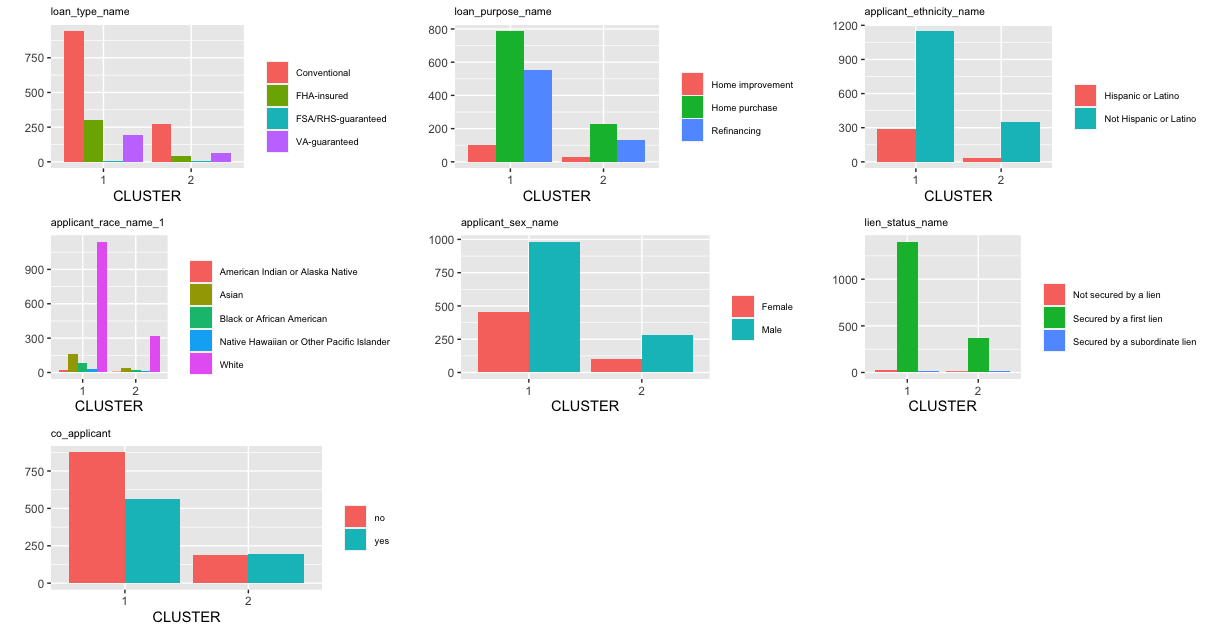 loan_type_name
750
500
250
0
1
2
CLUSTER
Conventional
FHA-insured
FSA/RHS-guaranteed
VA-guaranteed
loan_purpose_name
800
600
400
200
0
1
2
CLUSTER
Home improvement
Home purchase
Refinancing
applicant_ethnicity_name
1200
900
600
300
0
1
2
CLUSTER
Hispanic or Latino
Not Hispanic or Latino
applicant_race_name_1
900
600
300
0
1
2
CLUSTER
American Indian or Alaska Native
Asian
Black or African American
Native Hawaiian or Other Pacific Islander
White
applicant_sex_name
1000
750
500
250
0
1
2
CLUSTER
Female
Male
lien_status_name
1000
500
0
1
2
CLUSTER
Not secured by a lien
Secured by a first lien
Secured by a subordinate lien
co_applicant
750
500
250
0
1
2
CLUSTER
no
yes